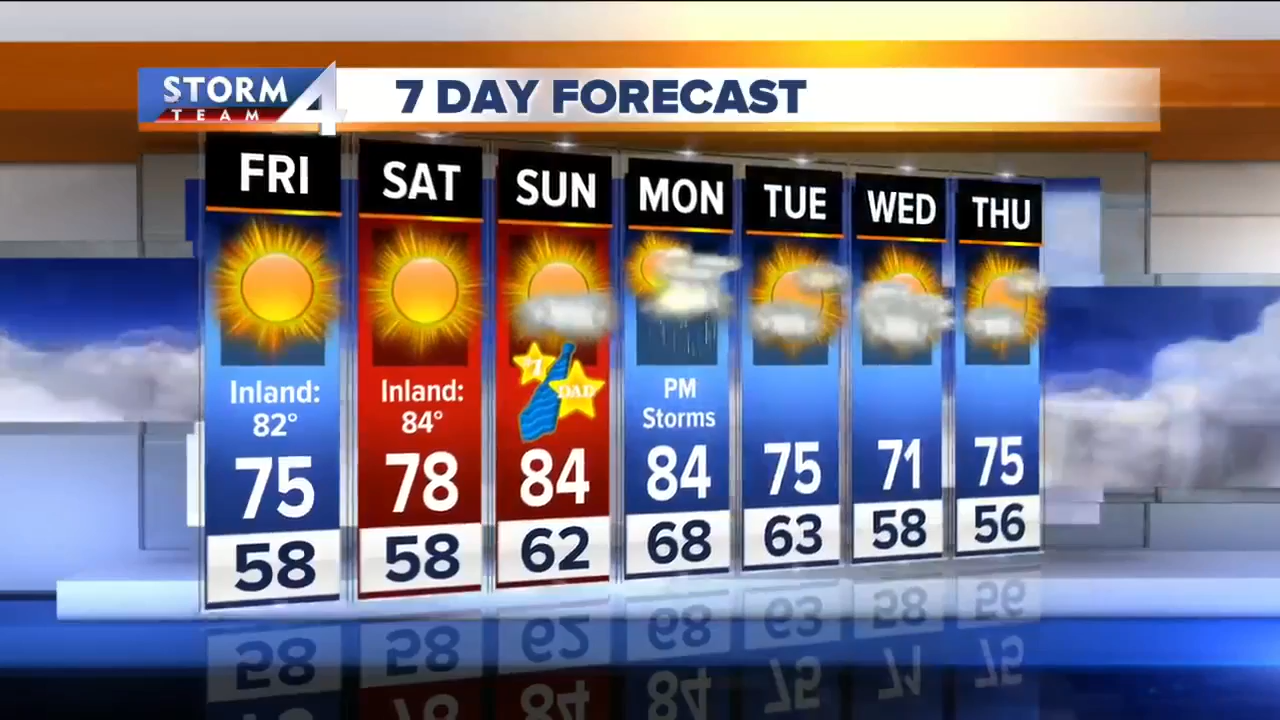 STORM
TEAM 4
7 DAY FORECAST
FRI
Inland:
82°
75
58
SAT
Inland:
84°
78
58
SUN
#1
DAD
84
62
MON
PM
Storms
84
68
TUE
75
63
WED
71
58
THU
75
56